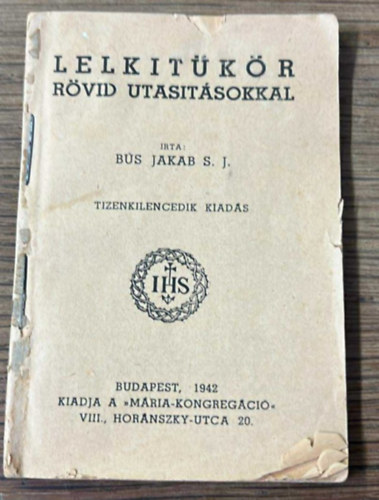 LELKITÜKÖR
RÖVID UTASITÁSOKKAL
IRTA:
BÚS JAKAB S. J.
TIZENKILENCEDIK KIADÁS
IHS
BUDAPEST, 1942
KIADJA A »MÁRIA-KONGREGÁCIÓ«
VIII., HORÁNSZKY-UTCA 20.